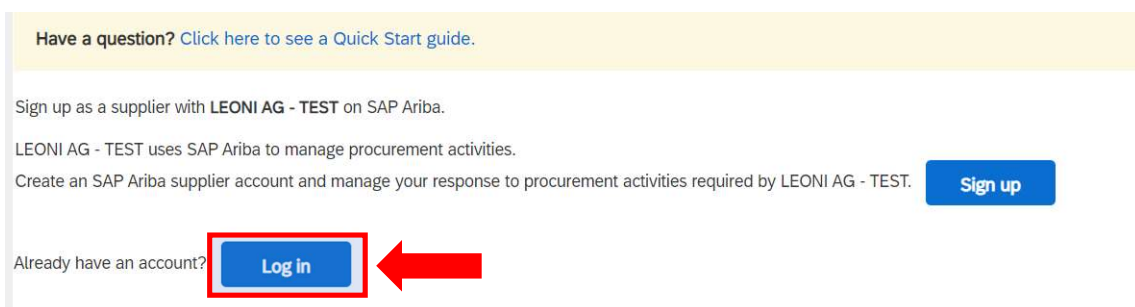 Have a question? Click here to see a Quick Start guide.
Sign up as a supplier with LEONI AG - TEST on SAP Ariba.
LEONI AG - TEST uses SAP Ariba to manage procurement activities.
Create an SAP Ariba supplier account and manage your response to procurement activities required by LEONI AG - TEST. Sign up
Already have an account? Log in